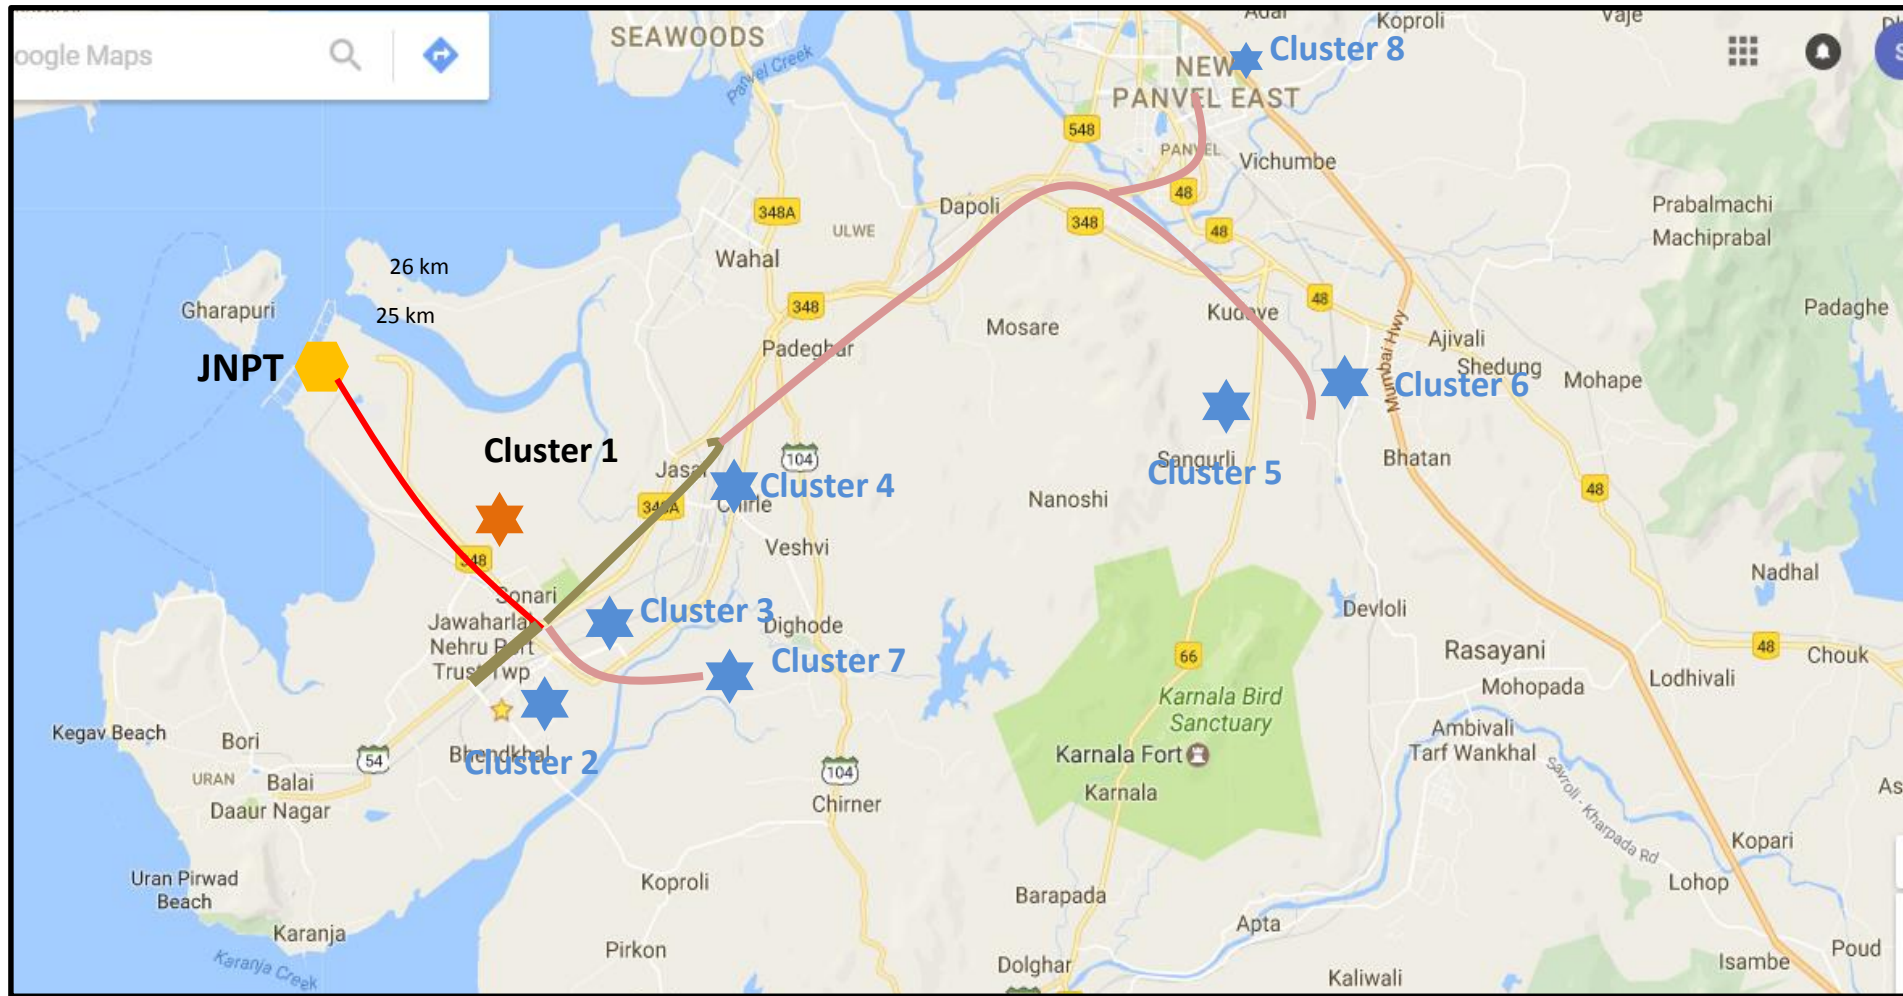 Adai
Koproli
Vaje
oogle Maps
SEAWOODS
Cluster 8
Panvel Creek
NEW
PANVEL EAST
548
PANVEL
Vichumbe
48
Prabalmachi
Machiprabal
348A
Dapoli
348
48
ULWE
Wahal
26 km
Gharapuri
25 km
348
Kudave
48
Padaghe
Mosare
Padeghar
Ajivali
Mumbai Hwy
JNPT
Shedung
Mohape
Cluster 6
Cluster 1
Jasai
104
Sangurli
Bhatan
Cluster 5
Cluster 4
348A
Chirle
Nanoshi
48
Veshvi
348
Nadhal
Sonari
Jawaharlal
Nehru Port
Trust Twp
Cluster 3
Dighode
Devloli
Cluster 7
66
Rasayani
48
Chouk
Mohopada
Lodhivali
Karnala Bird
Sanctuary
Kegav Beach
Bori
54
Bhendkhal
Cluster 2
Karnala Fort
Ambivali
Tarf Wankhal
URAN
Balai
104
Karnala
Savroli - Kharpada Rd
As
Daaur Nagar
Chirner
Kopari
Uran Pirwad
Beach
Koproli
Barapada
Lohop
Karanja
Apta
Pirkon
Karanja Creek
Dolghar
Kaliwali
Isambe
Poud